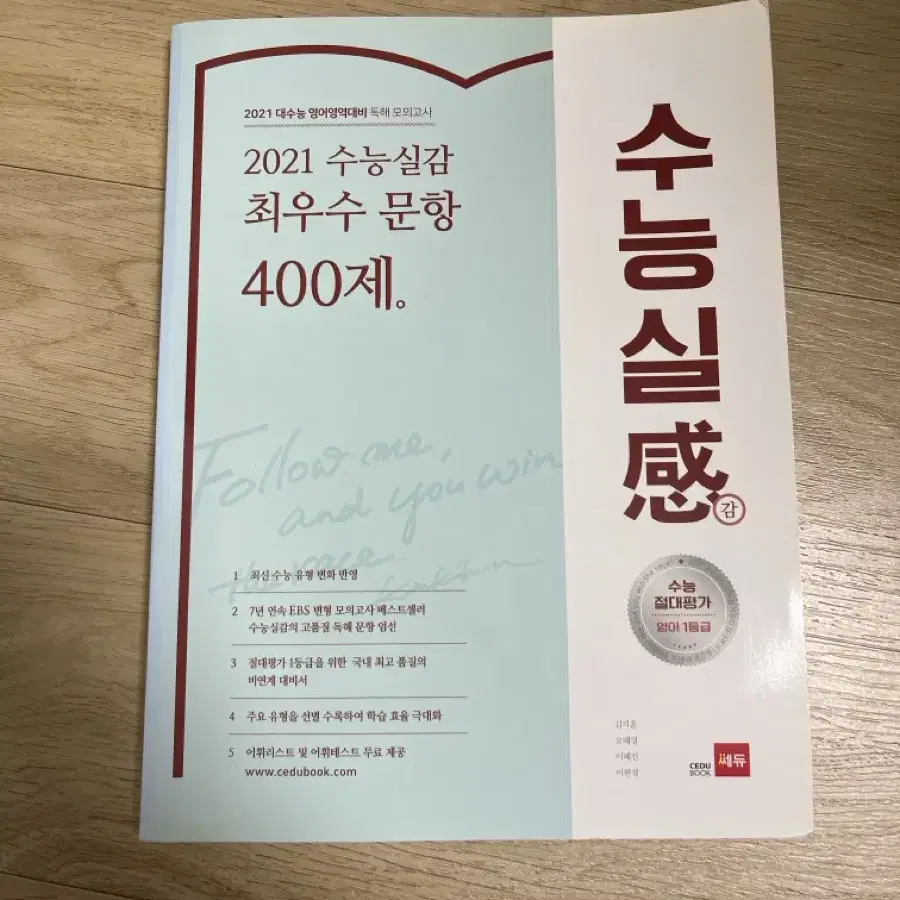 2021 대수능 영어영역대비 독해 모의고사
2021 수능실감
최우수 문항
400제。
수능실感
감
Follow me,
and you win
the race
1 최신 수능 유형 변화 반영
2 7년 연속 EBS 변형 모의고사 베스트셀러
수능실감의 고품질 독해 문항 엄선
3 절대평가 1등급을 위한 국내 최고 품질의
비연계 대비서
4 주요 유형을 선별 수록하여 학습 효율 극대화
5 어휘리스트 및 어휘테스트 무료 제공
www.cedubook.com
수능
절대평가
영어 1등급
김기훈
CEDU
BOOK
쎄듀